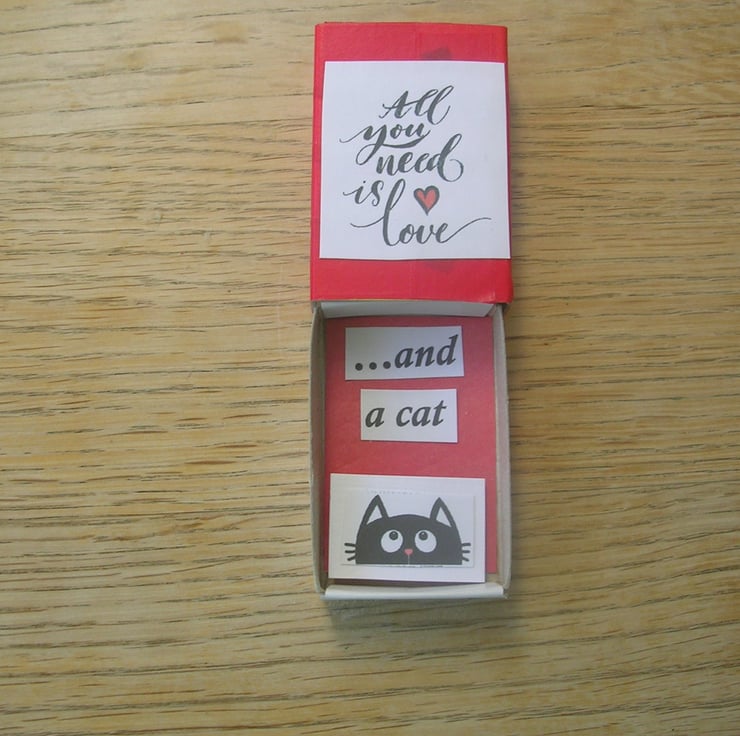 All
you
need
is
love
...and
a cat